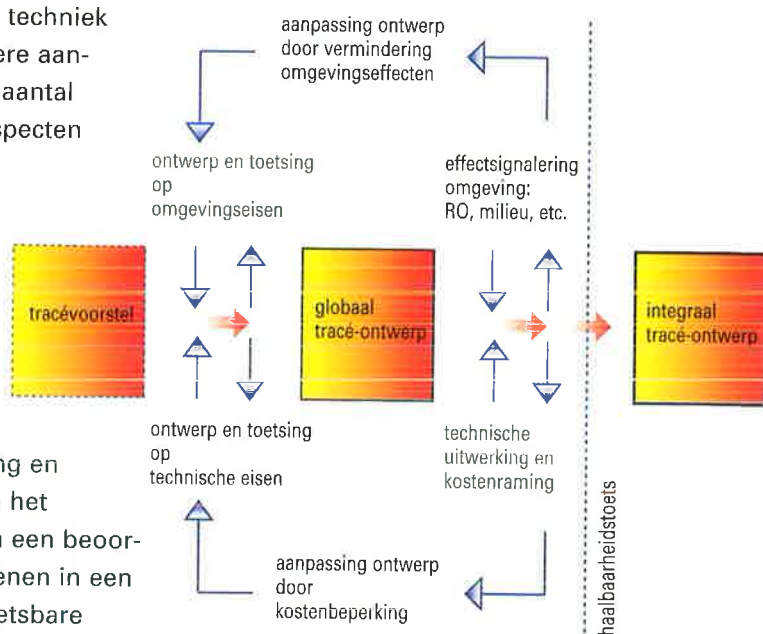 techniek
ere aan-
aantal
specten
aanpassing ontwerp
door vermindering
omgevingseffecten
ontwerp en toetsing
op
omgevingseisen
effectsignalering
omgeving:
RO, milieu, etc.
tracévoorstel
globaal
tracé-ontwerp
integraal
tracé-ontwerp
ontwerp en toetsing
op
technische eisen
technische
uitwerking en
kostenraming
aanpassing ontwerp
door
kostenbeperking
haalbaarheidstoets
ng en
het
een beoor-
enen in een
etsbare